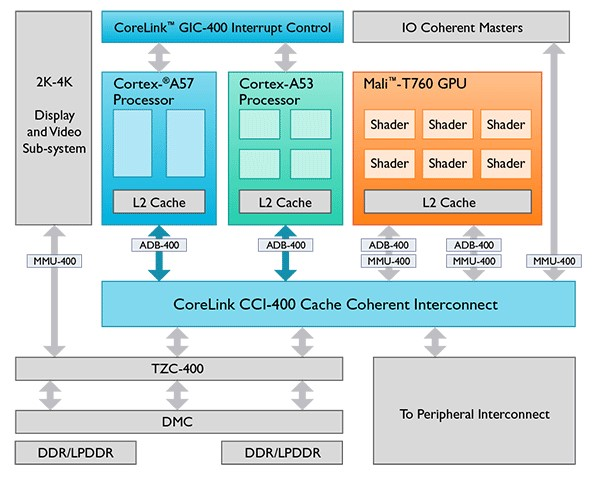 CoreLink™ GIC-400 Interrupt Control
IO Coherent Masters
2K-4K
Display
and Video
Sub-system
Cortex-®A57
Processor
L2 Cache
Cortex-A53
Processor
L2 Cache
Mali™-T760 GPU
Shader
Shader
Shader
Shader
Shader
Shader
L2 Cache
ADB-400
ADB-400
ADB-400
ADB-400
MMU-400
MMU-400
MMU-400
MMU-400
CoreLink CCI-400 Cache Coherent Interconnect
TZC-400
DMC
To Peripheral Interconnect
DDR/LPDDR
DDR/LPDDR